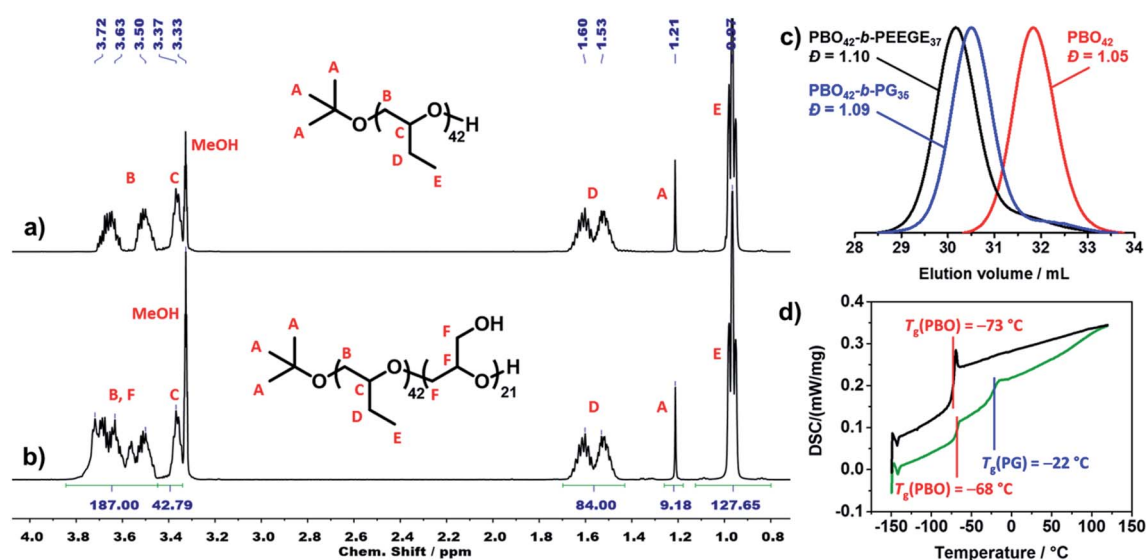 3.72
3.63
3.50
3.37
3.33
1.60
1.53
1.21
0.97
A
A
A
O
B
C
O
H
42
D
E
MeOH
B
C
D
A
E
a)
MeOH
A
A
A
O
B
C
O
42
D
E
F
OH
F
F
O
H
21
B, F
C
D
A
E
b)
187.00
42.79
84.00
9.18
127.65
4.0
3.8
3.6
3.4
3.2
3.0
2.8
2.6
2.4
2.2
2.0
1.8
1.6
1.4
1.2
1.0
0.8
Chem. Shift / ppm
c)
PBO42-b-PEEGE37
Đ = 1.10
PBO42-b-PG35
Đ = 1.09
PBO42
Đ = 1.05
28 29 30 31 32 33 34
Elution volume / mL
d)
DSC/(mW/mg)
0.4
0.3
0.2
0.1
0.0
-0.1
Tg(PBO) = –73 °C
Tg(PG) = –22 °C
Tg(PBO) = –68 °C
-150 -100 -50 0 50 100
Temperature / °C